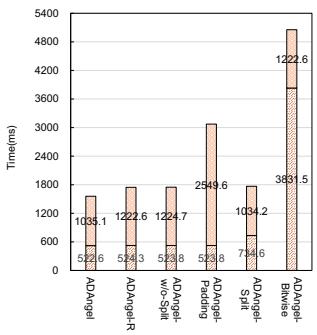 Time(ms)
5400
4800
4200
3600
3000
2400
1800
1200
600
0
1035.1
522.6
1222.6
524.3
1224.7
523.8
2549.6
523.8
1034.2
734.6
1222.6
3831.5
ADAngel
ADAngel-R
ADAngel-
w/o-Split
ADAngel-
Padding
ADAngel-
Split
ADAngel-
Bitwise